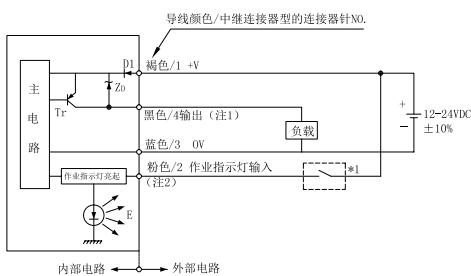 导线颜色/中继连接器型的连接器针NO.
D1
褐色/1 +V
主电路
ZD
Tr
黑色/4输出（注1）
负载
+
−
12-24VDC
±10%
蓝色/3 0V
粉色/2 作业指示灯输入
（注2）
*1
作业指示灯亮起
E
内部电路
外部电路